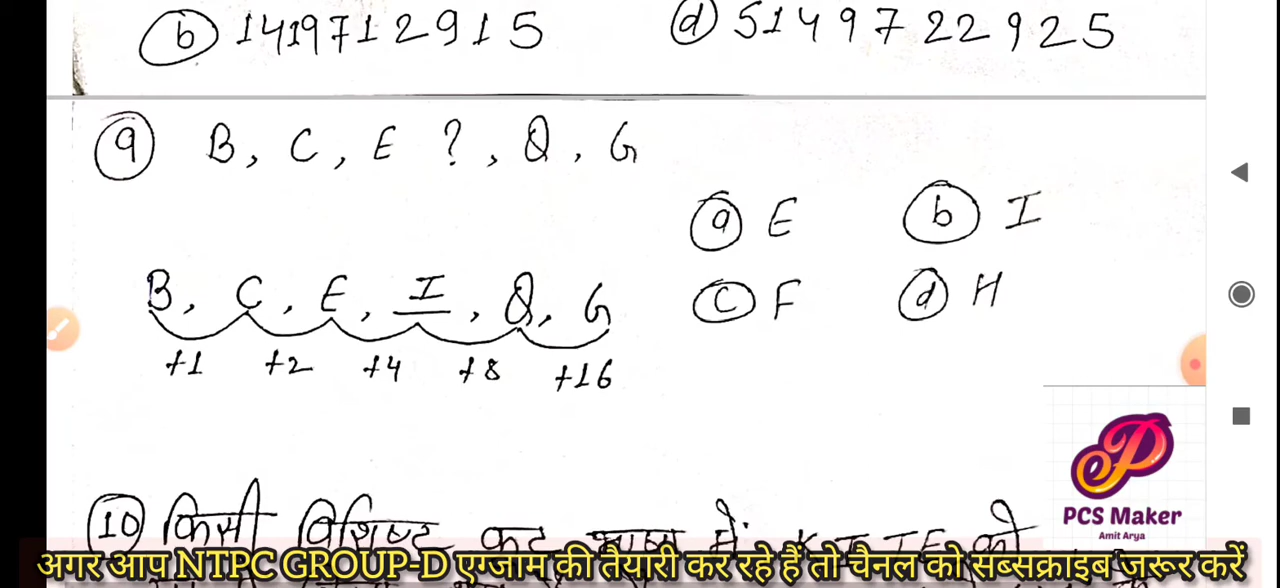 b 1419712915 d 5149722925
9 B, C, E ?, Q, G
a E b I
B, C, E, I, Q, G c F d H
+1 +2 +4 +8 +16
PCS Maker
Amit Arya
10 किसी विशिष्ट कूट भाषा में को
अगर आप NTPC GROUP-D एग्जाम की तैयारी कर रहे हैं तो चैनल को सब्सक्राइब जरूर करें